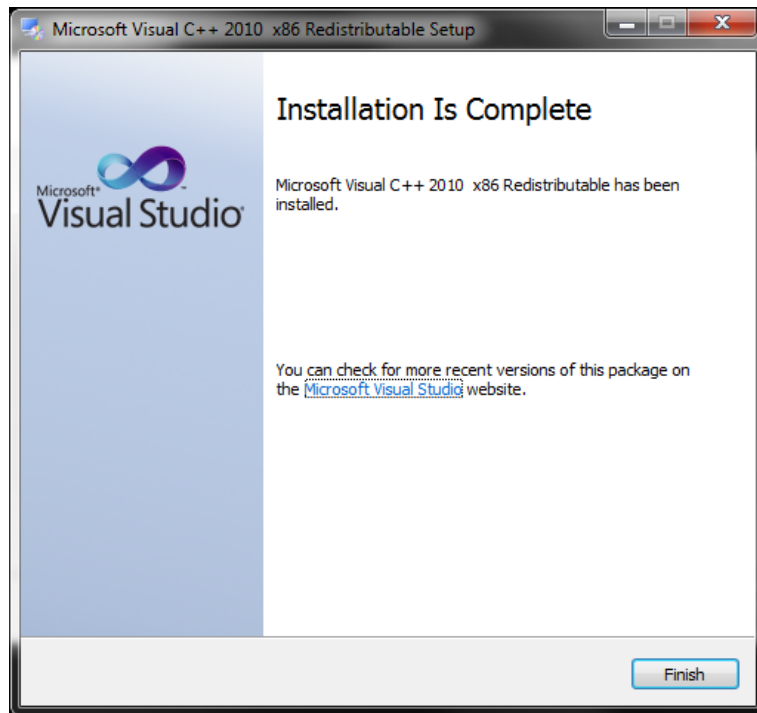 Microsoft Visual C++ 2010  x86 Redistributable Setup
Installation Is Complete
Microsoft Visual C++ 2010  x86 Redistributable has been
installed.
Microsoft®
Visual Studio®
You can check for more recent versions of this package on
the Microsoft Visual Studio website.
Finish